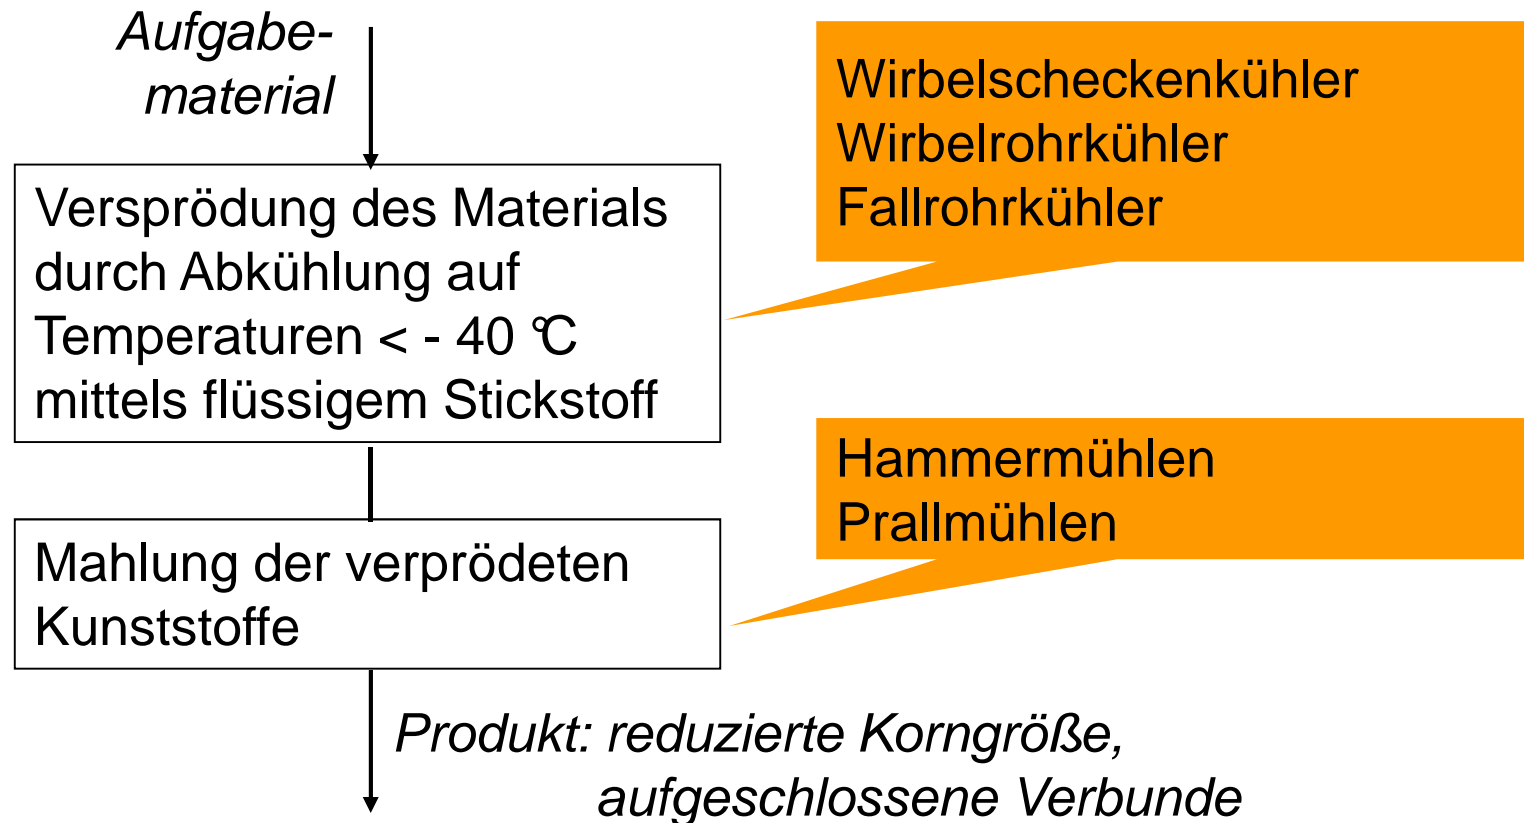 Aufgabe-
material
Wirbelscheckenkühler
Wirbelrohrkühler
Fallrohrkühler
Versprödung des Materials
durch Abkühlung auf
Temperaturen < - 40 °C
mittels flüssigem Stickstoff
Hammermühlen
Prallmühlen
Mahlung der verprödeten
Kunststoffe
Produkt: reduzierte Korngröße,
aufgeschlossene Verbunde